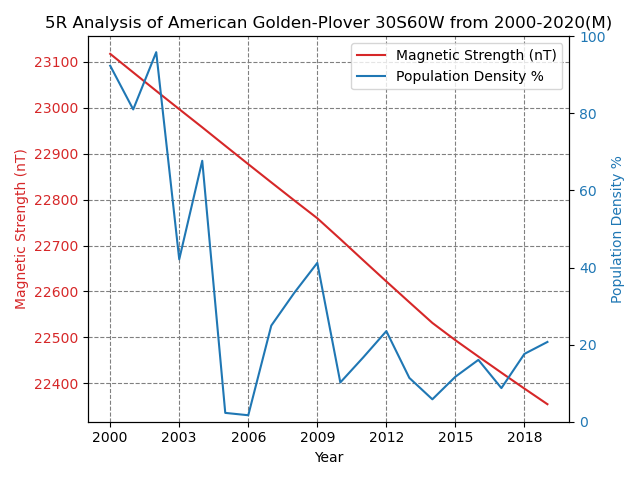 5R Analysis of American Golden-Plover 30S60W from 2000-2020(M)
Magnetic Strength (nT)
Population Density %
23100
23000
22900
22800
22700
22600
22500
22400
Magnetic Strength (nT)
100
80
60
40
20
0
Population Density %
2000 2003 2006 2009 2012 2015 2018
Year